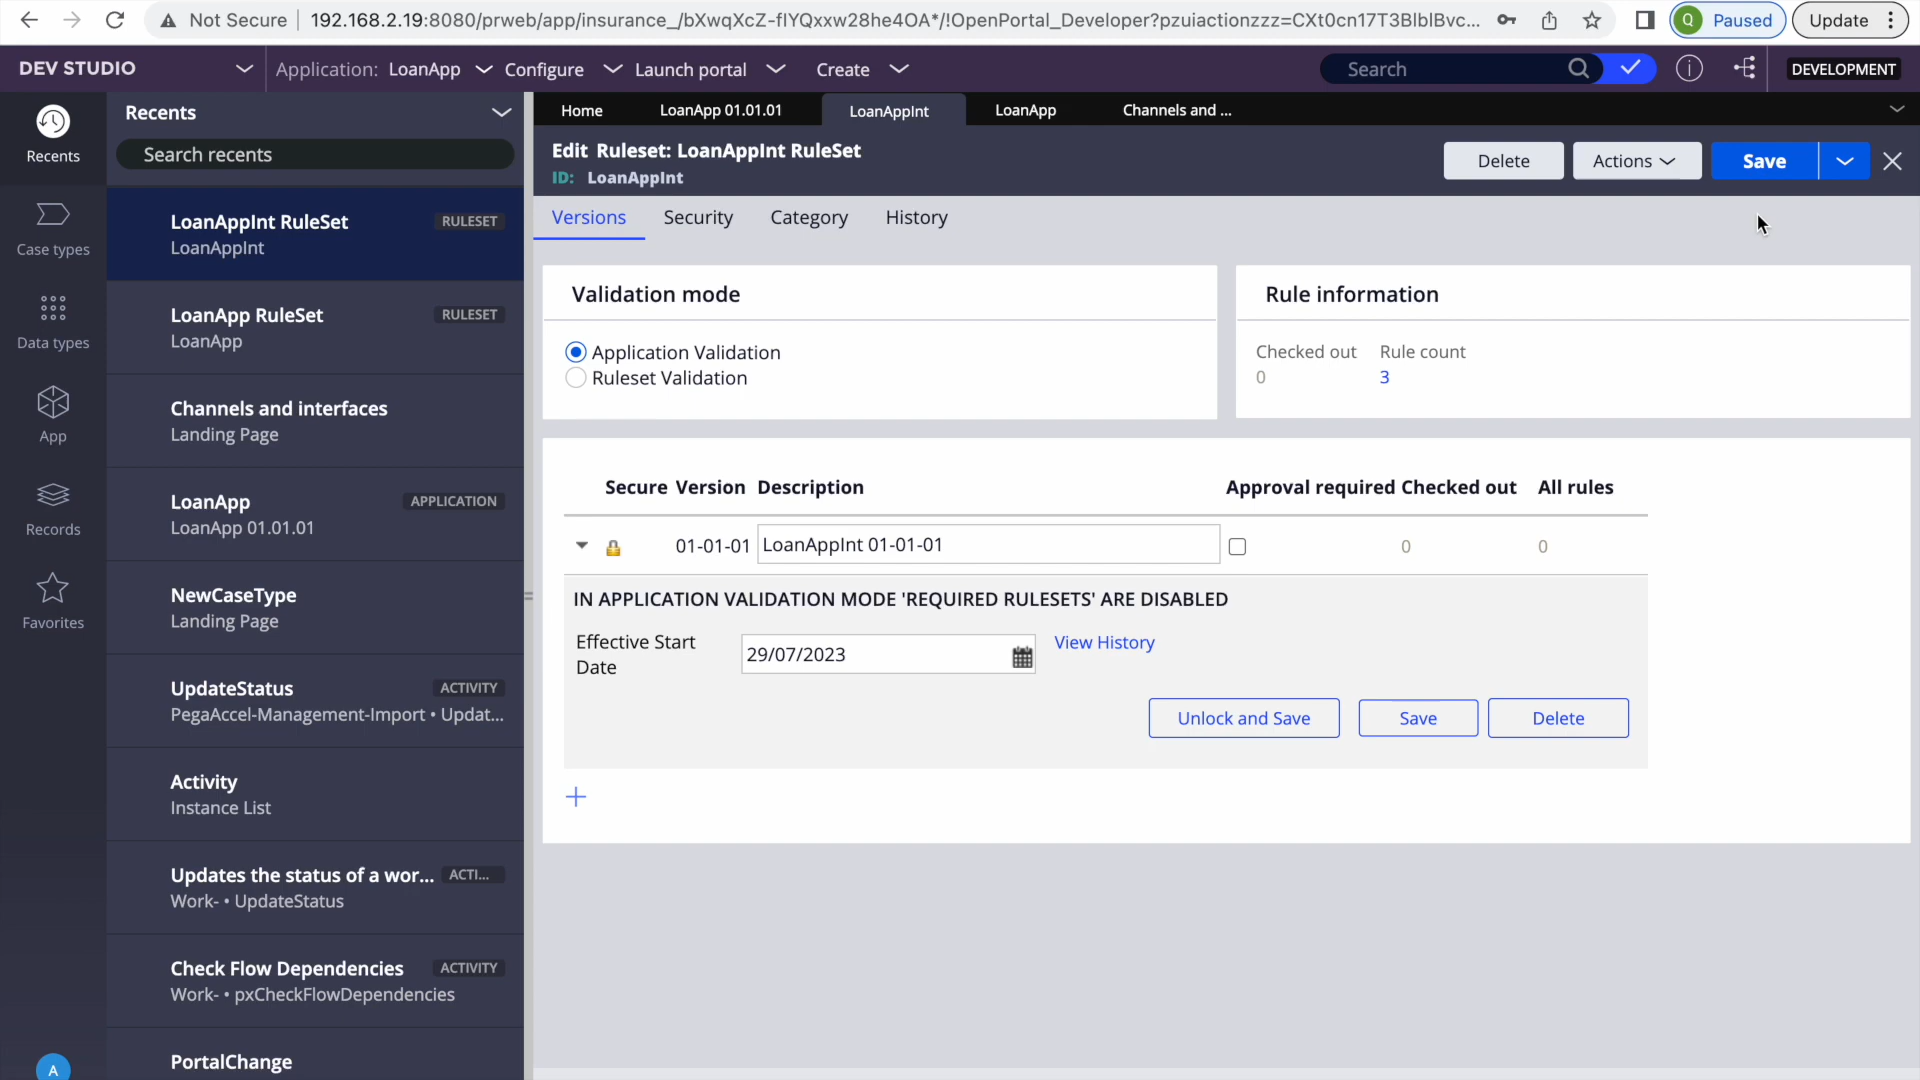 Not Secure 192.168.2.19:8080/prweb/app/insurance_/bXwqXcZ-fIYQxxw28he4OA*/!OpenPortal_Developer?pzuiactionzzz=CXt0cn17T3BlblBvc... Q Paused Update
DEV STUDIO Application: LoanApp Configure Launch portal Create Search DEVELOPMENT
Recents
Case types
Data types
App
Records
Favorites
A
Recents
Search recents
LoanAppInt RuleSet RULESET
LoanAppInt
LoanApp RuleSet RULESET
LoanApp
Channels and interfaces
Landing Page
LoanApp APPLICATION
LoanApp 01.01.01
NewCaseType
Landing Page
UpdateStatus ACTIVITY
PegaAccel-Management-Import • Updat...
Activity
Instance List
Updates the status of a wor... ACTI...
Work- • UpdateStatus
Check Flow Dependencies ACTIVITY
Work- • pxCheckFlowDependencies
PortalChange
Home LoanApp 01.01.01 LoanAppInt LoanApp Channels and ...
Edit Ruleset: LoanAppInt RuleSet
ID: LoanAppInt
Delete Actions Save
Versions Security Category History
Validation mode
Application Validation
Ruleset Validation
Rule information
Checked out Rule count
0 3
Secure Version Description Approval required Checked out All rules
01-01-01 LoanAppInt 01-01-01 0 0
IN APPLICATION VALIDATION MODE 'REQUIRED RULESETS' ARE DISABLED
Effective Start
Date
29/07/2023
View History
Unlock and Save Save Delete